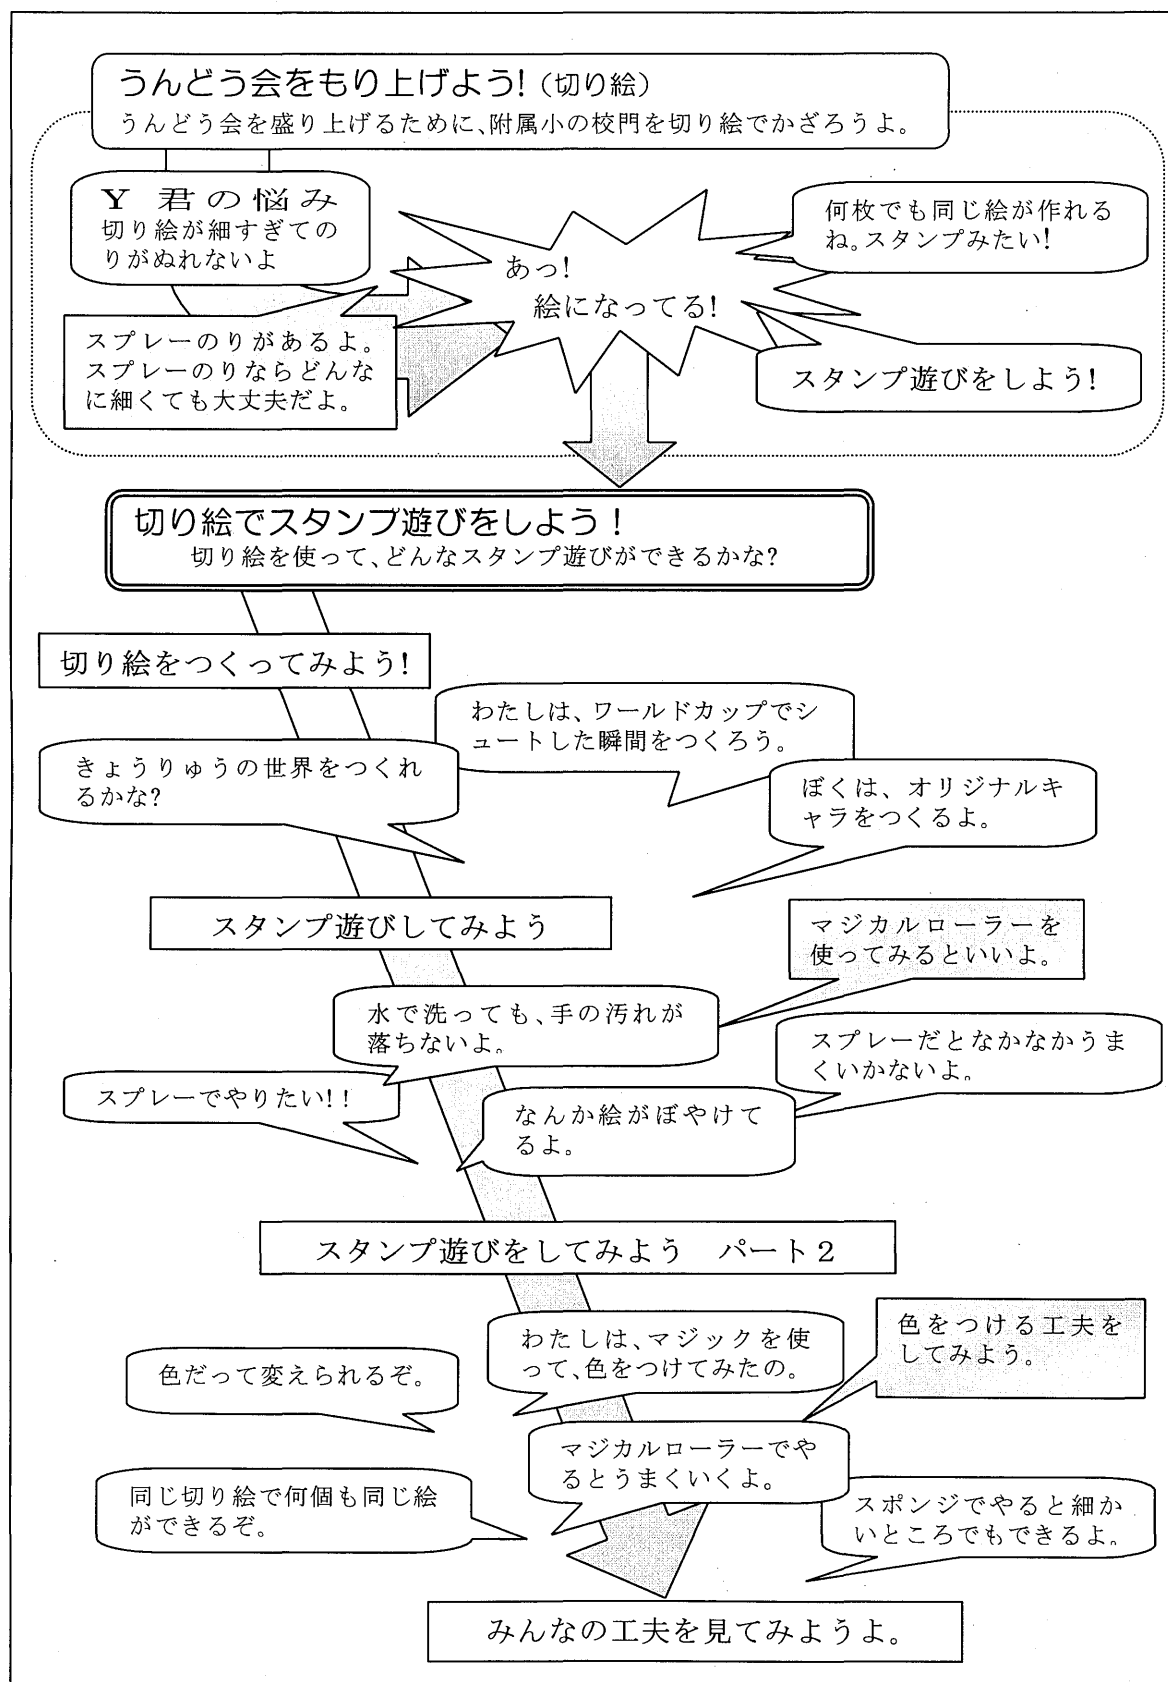 うんどう会をもり上げよう!（切り絵）
うんどう会を盛り上げるために、附属小の校門を切り絵でかざろうよ。
Y 君の悩み
切り絵が細すぎての
りがぬれないよ
何枚でも同じ絵が作れる
ね。スタンプみたい!
あっ!
絵になってる!
スプレーのりがあるよ。
スプレーのりならどんな
に細くても大丈夫だよ。
スタンプ遊びをしよう!
切り絵でスタンプ遊びをしよう！
切り絵を使って、どんなスタンプ遊びができるかな?
切り絵をつくってみよう!
わたしは、ワールドカップでシ
ュートした瞬間をつくろう。
きょうりゅうの世界をつくれ
るかな?
ぼくは、オリジナルキ
ャラをつくるよ。
スタンプ遊びしてみよう
マジカルローラーを
使ってみるといいよ。
水で洗っても、手の汚れが
落ちないよ。
スプレーだとなかなかうま
くいかないよ。
スプレーでやりたい!!
なんか絵がぼやけて
るよ。
スタンプ遊びをしてみよう　パート２
わたしは、マジックを使
って、色をつけてみたの。
色をつける工夫を
してみよう。
色だって変えられるぞ。
マジカルローラーでや
るとうまくいくよ。
同じ切り絵で何個も同じ絵
ができるぞ。
スポンジでやると細か
いところでもできるよ。
みんなの工夫を見てみようよ。